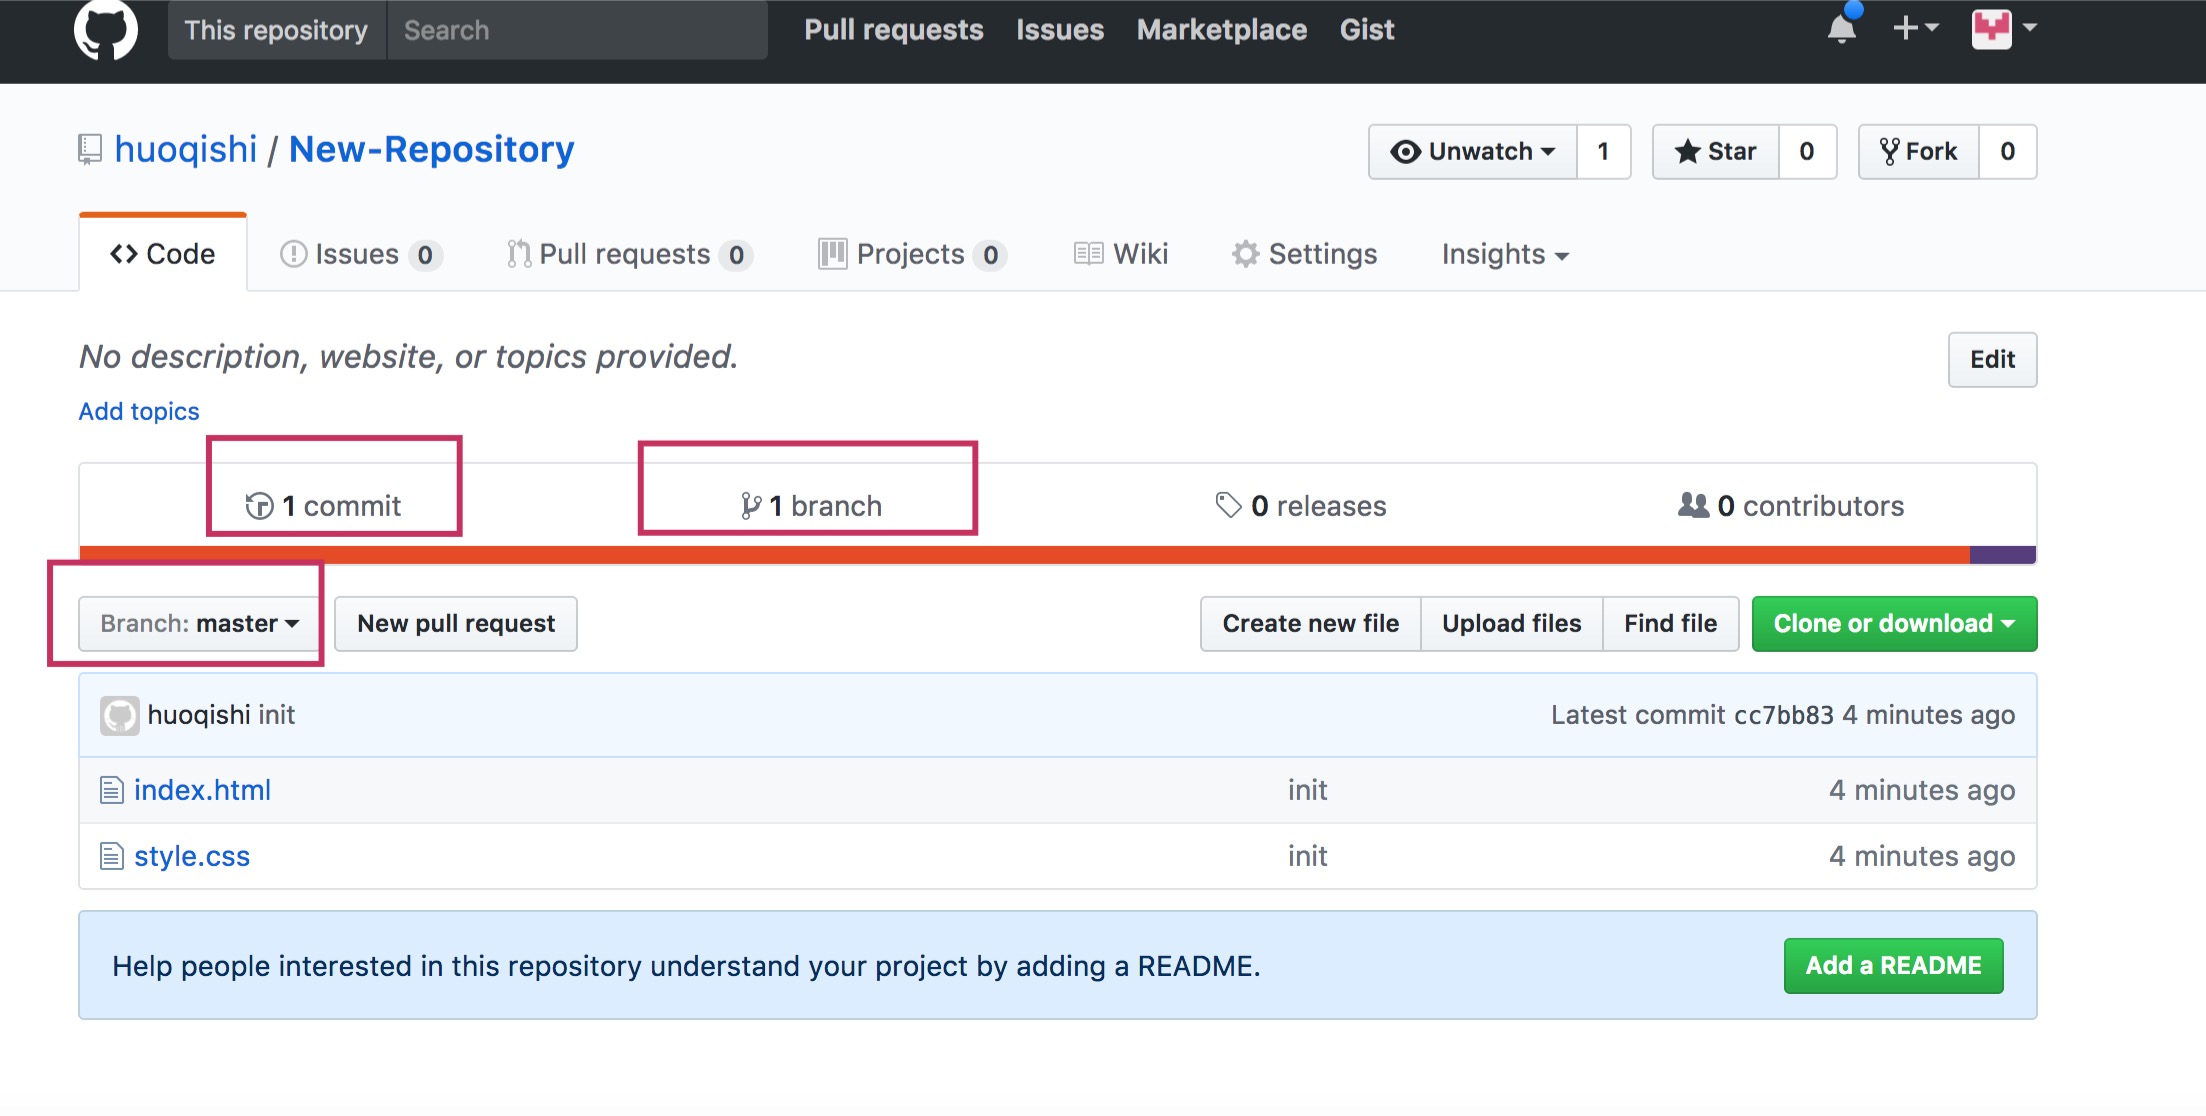 This repository Search Pull requests Issues Marketplace Gist
huoqishi / New-Repository Unwatch 1 Star 0 Fork 0
Code Issues 0 Pull requests 0 Projects 0 Wiki Settings Insights
No description, website, or topics provided. Edit
Add topics
1 commit 1 branch 0 releases 0 contributors
Branch: master New pull request Create new file Upload files Find file Clone or download
huoqishi init Latest commit cc7bb83 4 minutes ago
index.html init 4 minutes ago
style.css init 4 minutes ago
Help people interested in this repository understand your project by adding a README. Add a README